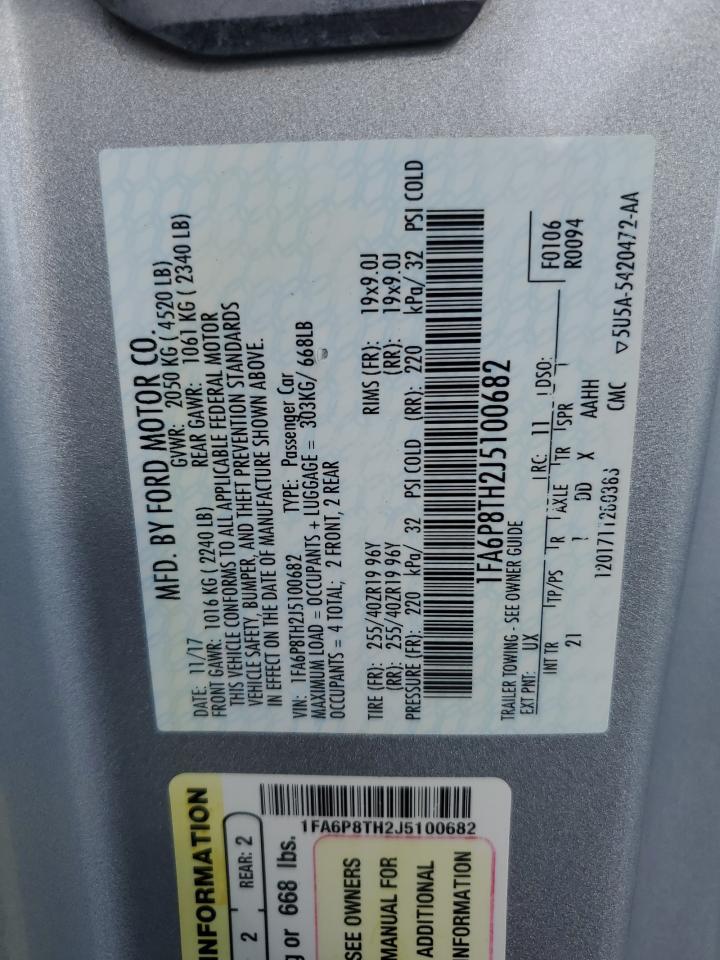 MFD. BY FORD MOTOR CO.
DATE: 11/17 GVWR: 2050 KG ( 4520 LB)
FRONT GAWR: 1016 KG ( 2240 LB) REAR GAWR: 1061 KG ( 2340 LB)
THIS VEHICLE CONFORMS TO ALL APPLICABLE FEDERAL MOTOR
VEHICLE SAFETY, BUMPER, AND THEFT PREVENTION STANDARDS
IN EFFECT ON THE DATE OF MANUFACTURE SHOWN ABOVE.
VIN: 1FA6P8TH2J5100682 TYPE: Passenger Car
MAXIMUM LOAD = OCCUPANTS + LUGGAGE = 303KG/ 668LB
OCCUPANTS = 4 TOTAL; 2 FRONT, 2 REAR
TIRE (FR): 255/40ZR19 96Y RIMS (FR): 19x9.0J
(RR): 255/40ZR19 96Y (RR): 19x9.0J
PRESSURE (FR): 220 kPa/ 32 PSI COLD (RR): 220 kPa/ 32 PSI COLD
1FA6P8TH2J5100682
TRAILER TOWING - SEE OWNER GUIDE
EXT PNT: UX RC: 11 DSO: F0106
R0094
INT TR TP/PS R AXLE TR SPR
21 1 DD X AAHH
CMC
▽5U5A-5420472-AA
1FA6P8TH2J5100682
INFORMATION
2 REAR: 2
or 668 lbs.
SEE OWNERS
MANUAL FOR
ADDITIONAL
INFORMATION